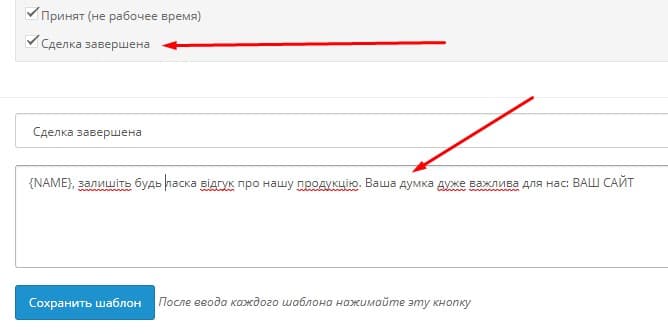 Принят (не рабочее время)
Сделка завершена
Сделка завершена
{NAME}, залишіть будь ласка відгук про нашу продукцію. Ваша думка дуже важлива для нас: ВАШ САЙТ
Сохранить шаблон После ввода каждого шаблона нажимайте эту кнопку